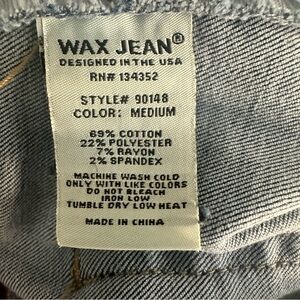 WAX JEAN®
DESIGNED IN THE USA
RN# 134352
STYLE# 90148
COLOR: MEDIUM
69% COTTON
22% POLYESTER
7% RAYON
2% SPANDEX
MACHINE WASH COLD
ONLY WITH LIKE COLORS
DO NOT BLEACH
IRON LOW
TUMBLE DRY LOW HEAT
MADE IN CHINA